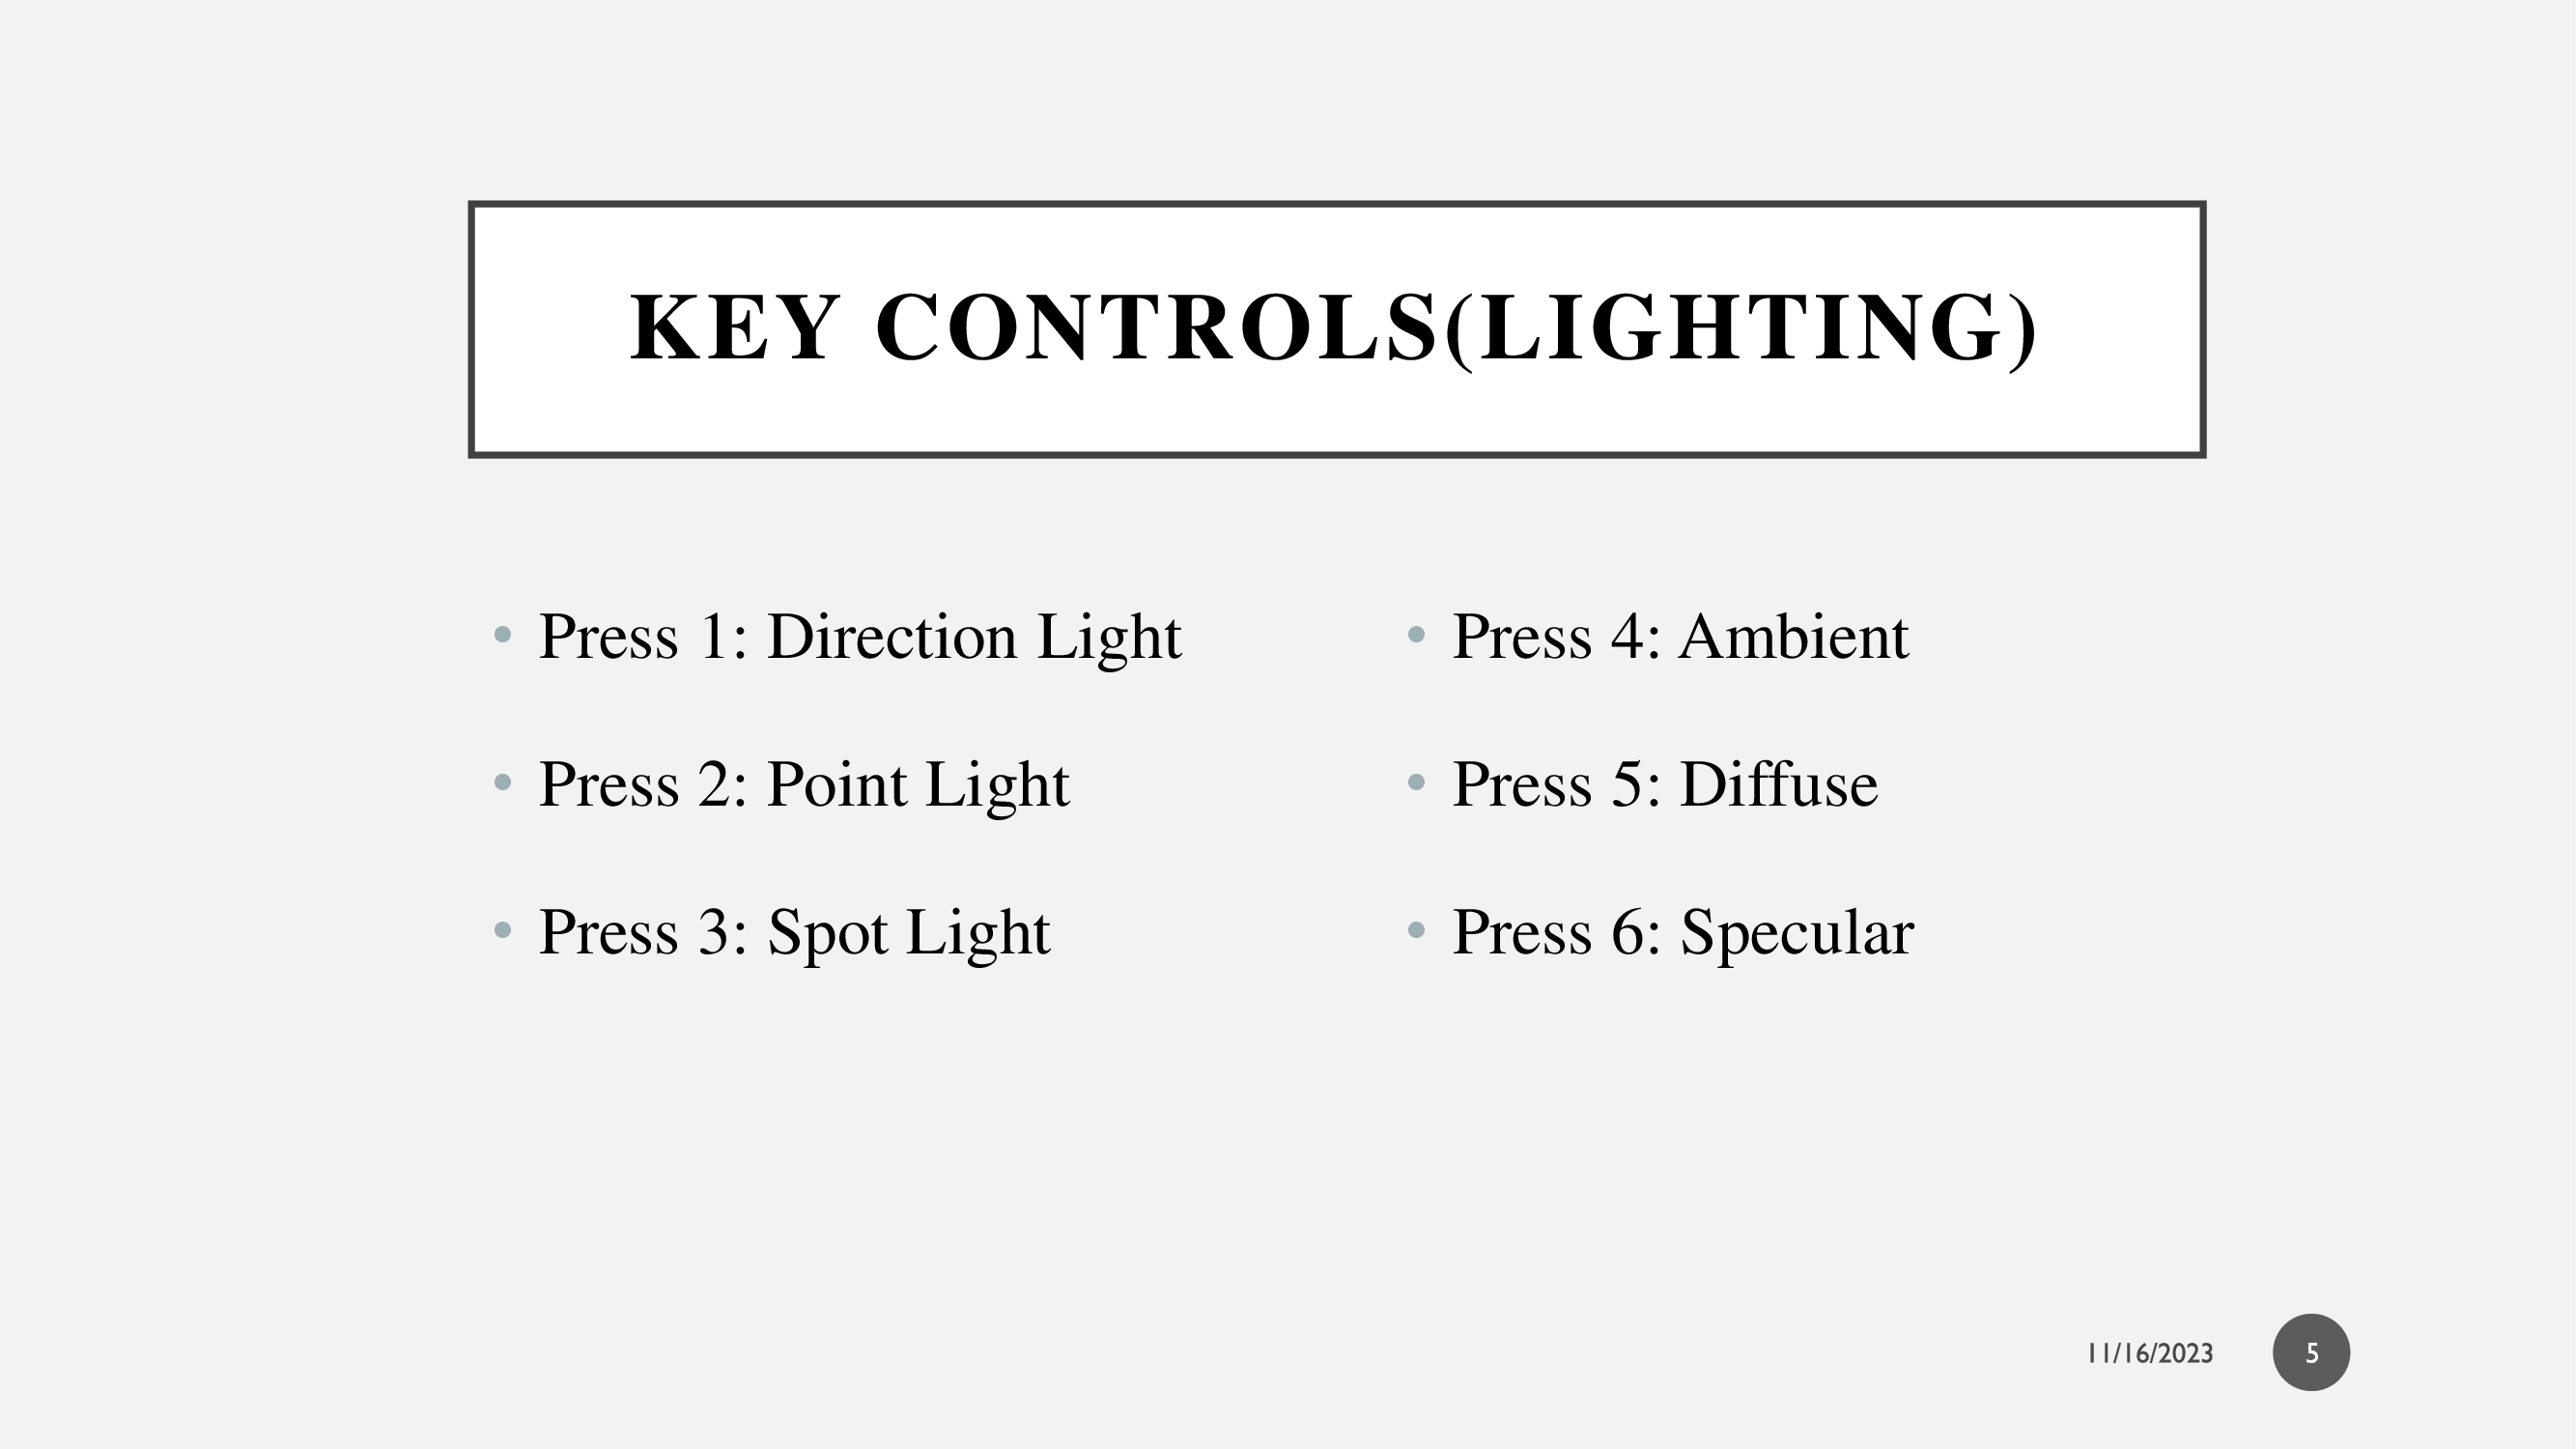 KEY CONTROLS(LIGHTING)
• Press 1: Direction Light
• Press 2: Point Light
• Press 3: Spot Light
• Press 4: Ambient
• Press 5: Diffuse
• Press 6: Specular
11/16/2023
5